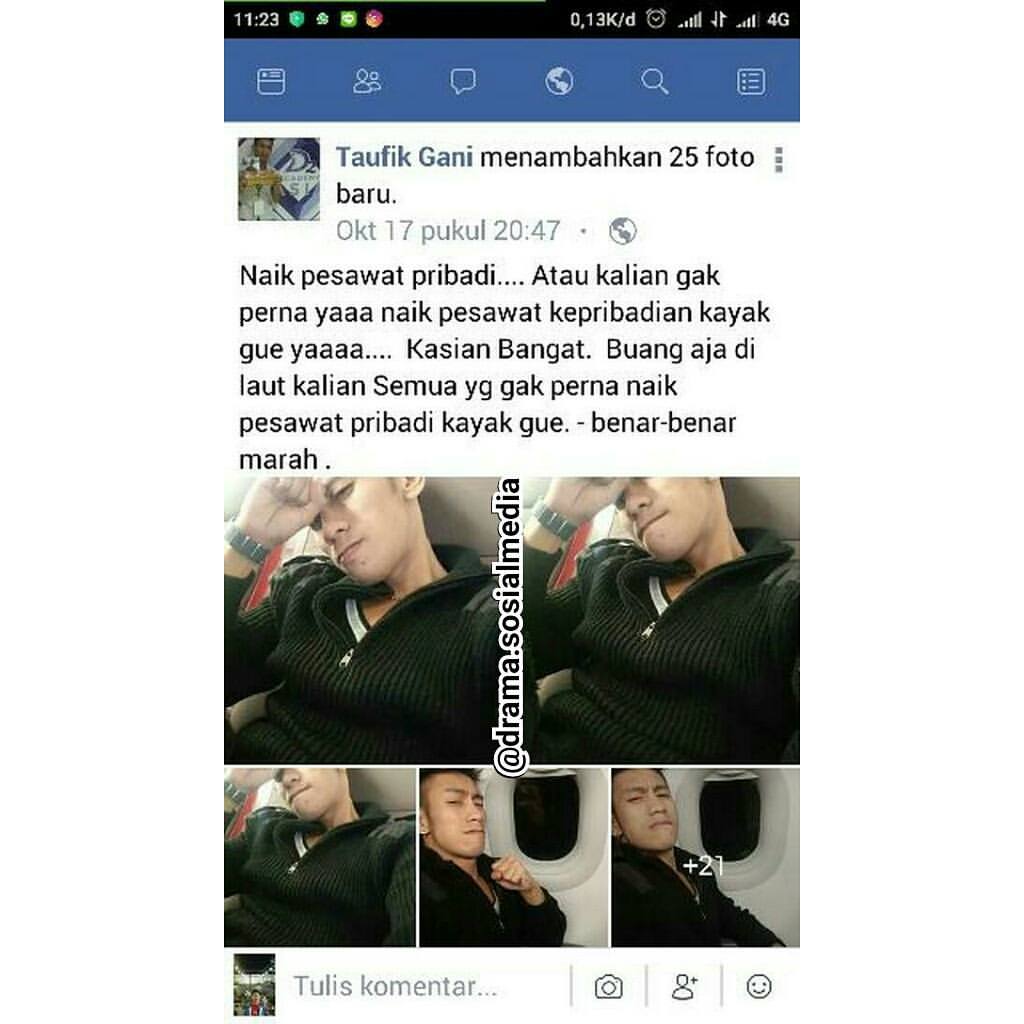 11:23
0,13K/d
4G
Taufik Gani menambahkan 25 foto
baru.
Okt 17 pukul 20:47
Naik pesawat pribadi.... Atau kalian gak
perna yaaa naik pesawat kepribadian kayak
gue yaaaa.... Kasian Bangat. Buang aja di
laut kalian Semua yg gak perna naik
pesawat pribadi kayak gue. - benar-benar
marah .
@drama.sosialmedia
+21
Tulis komentar...